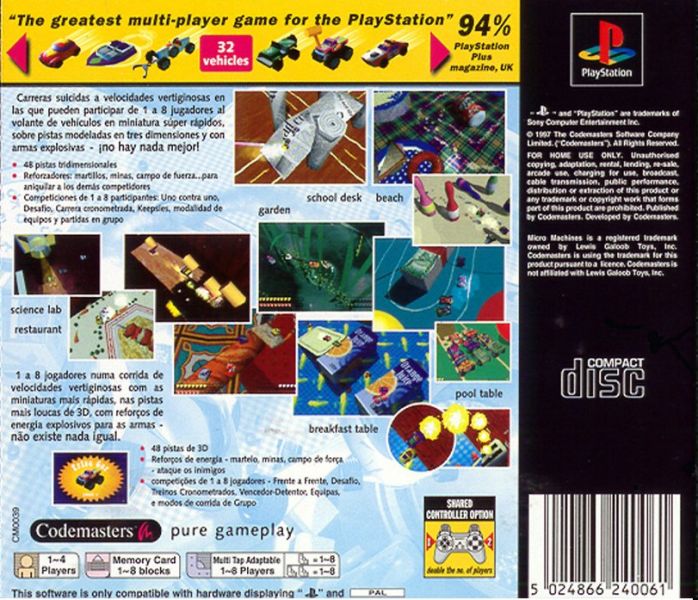 "The greatest multi-player game for the PlayStation" 94%
PlayStation
Plus
magazine, UK
32
vehicles
Carreras suicidas a velocidades vertiginosas en
las que pueden participar de 1 a 8 jugadores al
volante de vehículos en miniatura súper rápidos,
sobre pistas modeladas en tres dimensiones y con
armas explosivas - ¡no hay nada mejor!
• 48 pistas tridimensionales
• Reforzadores: martillos, minas, campo de fuerza...para
aniquilar a los demás competidores
• Competiciones de 1 a 8 participantes: Uno contra uno,
Desafío, Carrera cronometrada, Keepsies, modalidad de
equipos y partidas en grupo
school desk
beach
garden
science lab
restaurant
1 a 8 jogadores numa corrida de
velocidades vertiginosas com as
miniaturas mais rápidas, nas pistas
mais loucas de 3D, com reforços de
energia explosivos para as armas -
não existe nada igual.
pool table
breakfast table
• 48 pistas de 3D
• Reforços de energia - martelo, minas, campo de força
- ataque os inimigos
• competições de 1 a 8 jogadores - Frente a Frente, Desafio,
Treinos Cronometrados, Vencedor-Detentor, Equipas,
e modos de corrida de Grupo
CM0039
Codemasters pure gameplay
1~4
Players
Memory Card
1~8 blocks
Multi Tap Adaptable
1~8 Players
= 1~8
= 1~8
SHARED
CONTROLLER OPTION
double the no. of players
This software is only compatible with hardware displaying " " and PAL
PlayStation
" " and "PlayStation" are trademarks of
Sony Computer Entertainment Inc.
© 1997 The Codemasters Software Company
Limited. ("Codemasters"). All Rights Reserved.
FOR HOME USE ONLY. Unauthorised
copying, adaptation, rental, lending, re-sale,
arcade use, charging for use, broadcast,
cable transmission, public performance,
distribution or extraction of this product or
any trademark or copyright work that forms
part of this product are prohibited. Published
by Codemasters. Developed by Codemasters.
Micro Machines is a registered trademark
owned by Lewis Galoob Toys, Inc.
Codemasters is using the trademark for this
product pursuant to a licence. Codemasters is
not affiliated with Lewis Galoob Toys, Inc.
COMPACT
disc
5 024866 240061